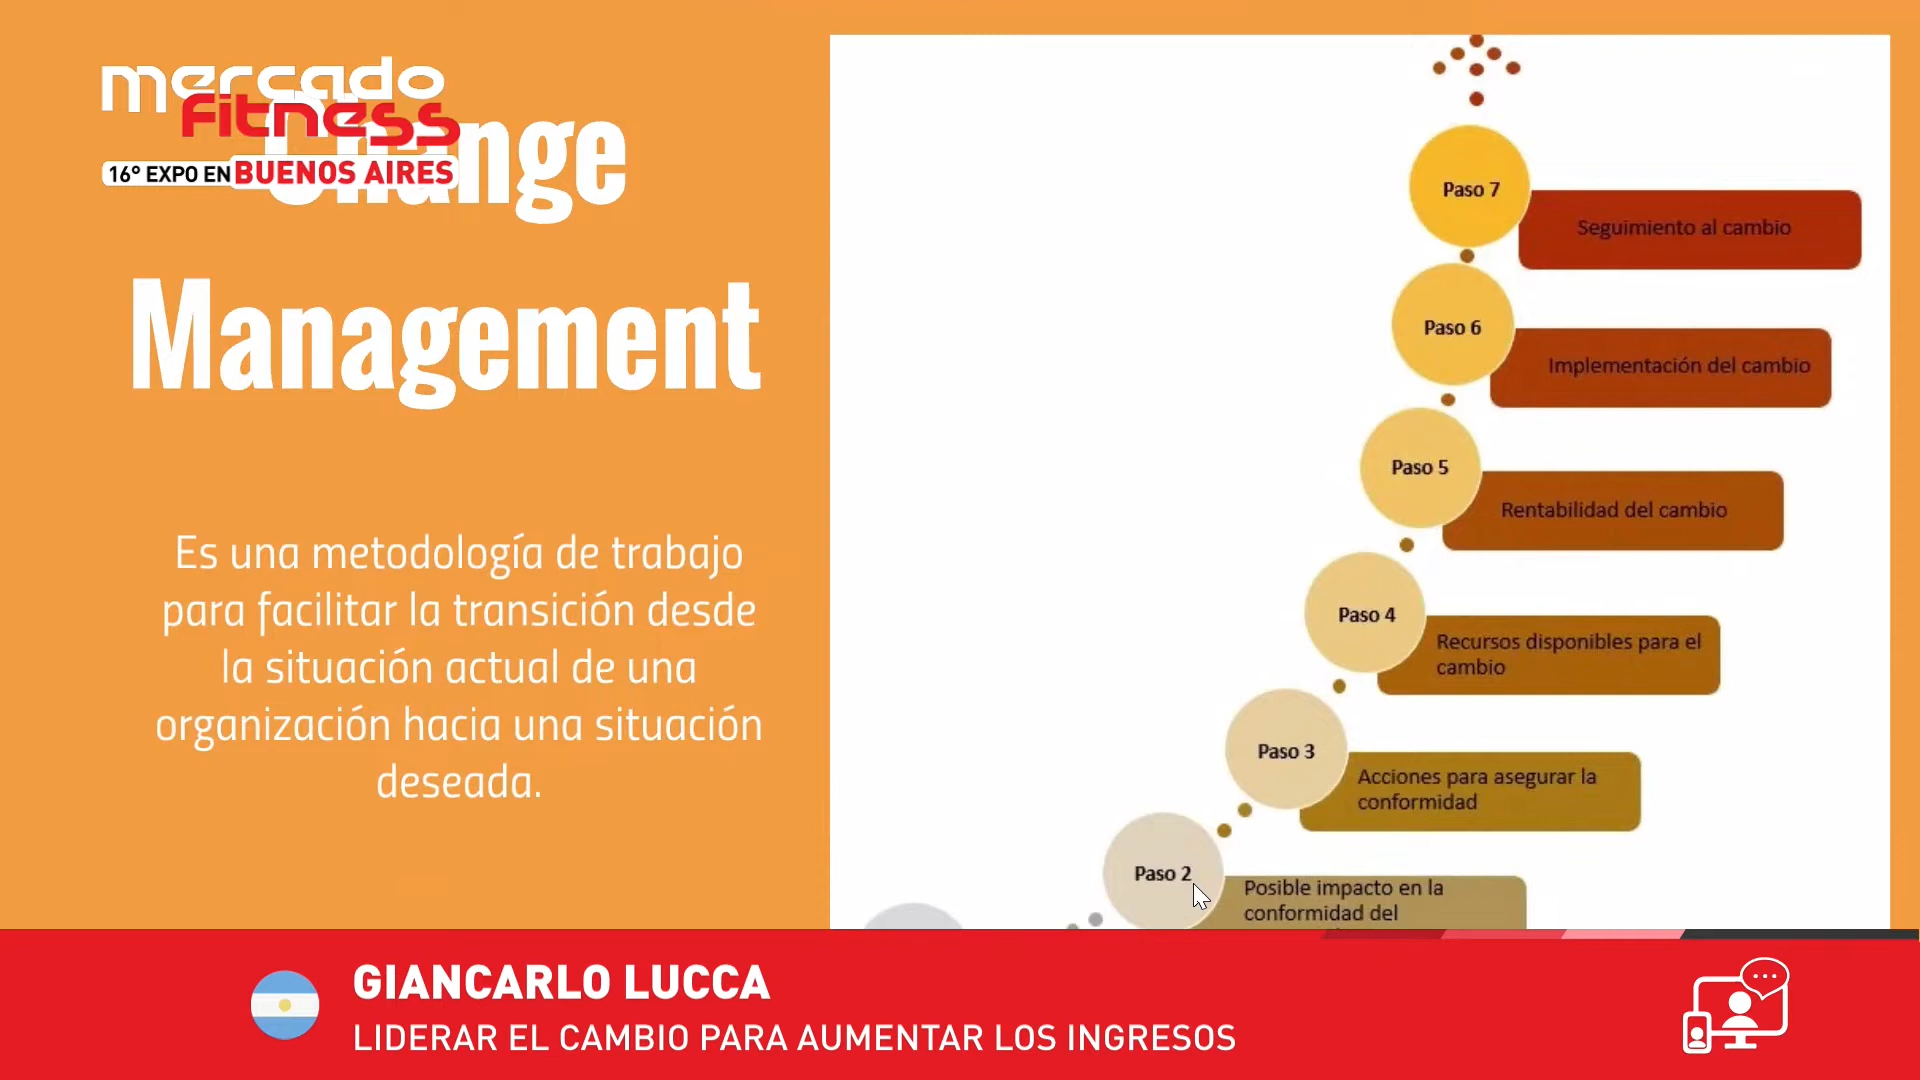 mercado
fitness
16° EXPO EN BUENOS AIRES
Change
Management
Es una metodología de trabajo
para facilitar la transición desde
la situación actual de una
organización hacia una situación
deseada.
Paso 7
Seguimiento al cambio
Paso 6
Implementación del cambio
Paso 5
Rentabilidad del cambio
Paso 4
Recursos disponibles para el
cambio
Paso 3
Acciones para asegurar la
conformidad
Paso 2
Posible impacto en la
conformidad del
GIANCARLO LUCCA
LIDERAR EL CAMBIO PARA AUMENTAR LOS INGRESOS